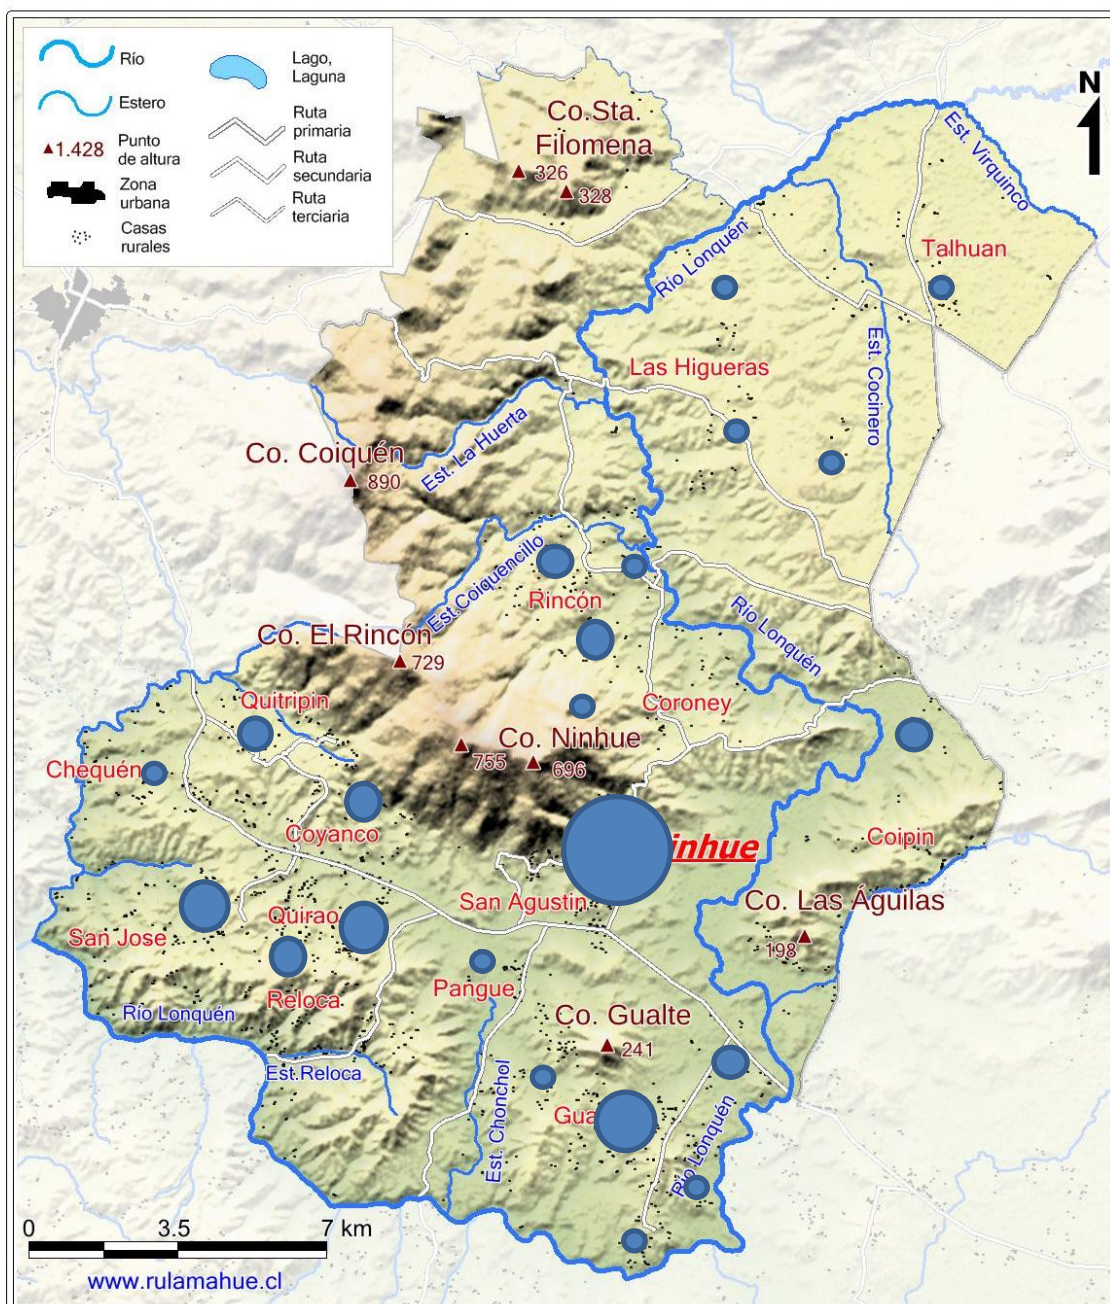 Río
Estero
1.428
Punto
de altura
Zona
urbana
Casas
rurales
Lago,
Laguna
Ruta
primaria
Ruta
secundaria
Ruta
terciaria
N
Co.Sta.
Filomena
326
328
Est. Virquinco
Río Lonquén
Talhuan
Las Higueras
Est. Cocinero
Est. La Huerta
Co. Coiquén
890
Est.Coiquencillo
Rincón
Río Lonquén
Co. El Rincón
729
Quitripin
Coroney
Co. Ninhue
755
696
Chequén
Coyanco
Coipin
inhue
San Agustin
Co. Las Águilas
198
Quirao
San Jose
Reloca
Pangue
Río Lonquén
Co. Gualte
241
Est.Reloca
Gua
Est. Chonchol
Río Lonquén
0 3.5 7 km
www.rulamahue.cl